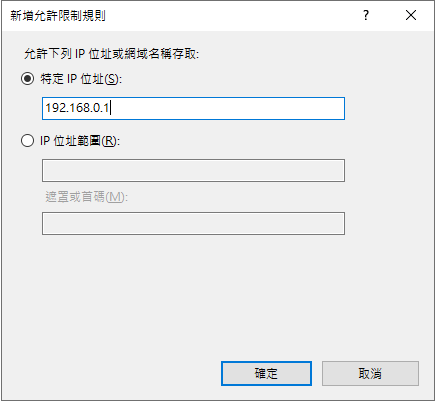 新增允許限制規則
?
允許下列 IP 位址或網域名稱存取:
特定 IP 位址(S):
192.168.0.1
IP 位址範圍(R):
遮罩或首碼(M):
確定
取消